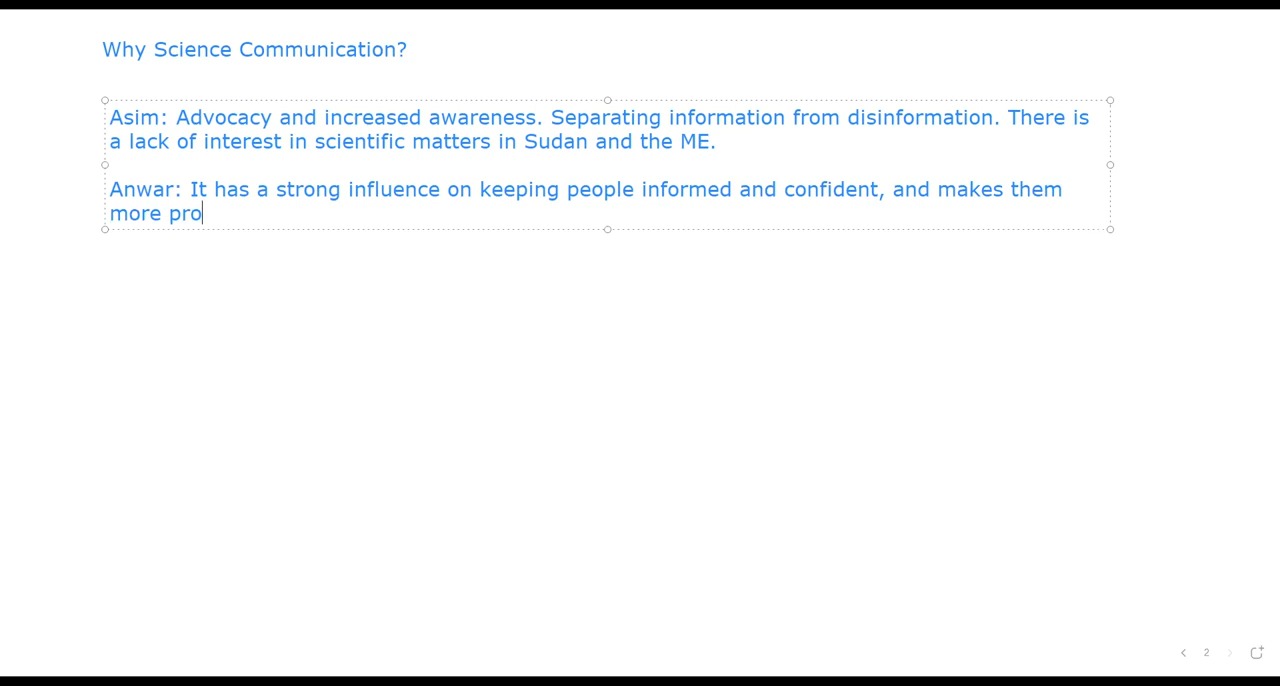 Why Science Communication?
Asim: Advocacy and increased awareness. Separating information from disinformation. There is
a lack of interest in scientific matters in Sudan and the ME.
Anwar: It has a strong influence on keeping people informed and confident, and makes them
more pro
2